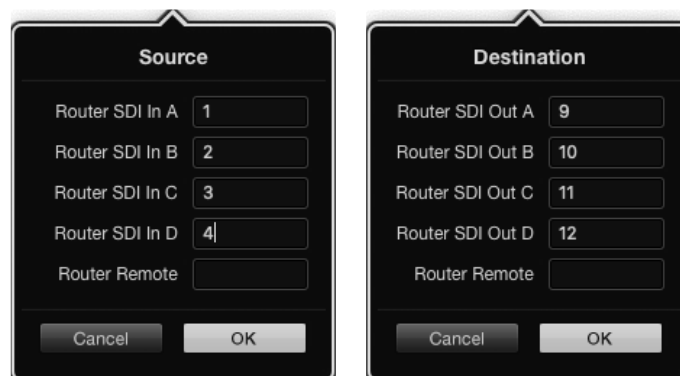 Source
Router SDI In A 1
Router SDI In B 2
Router SDI In C 3
Router SDI In D 4
Router Remote
Cancel OK
Destination
Router SDI Out A 9
Router SDI Out B 10
Router SDI Out C 11
Router SDI Out D 12
Router Remote
Cancel OK